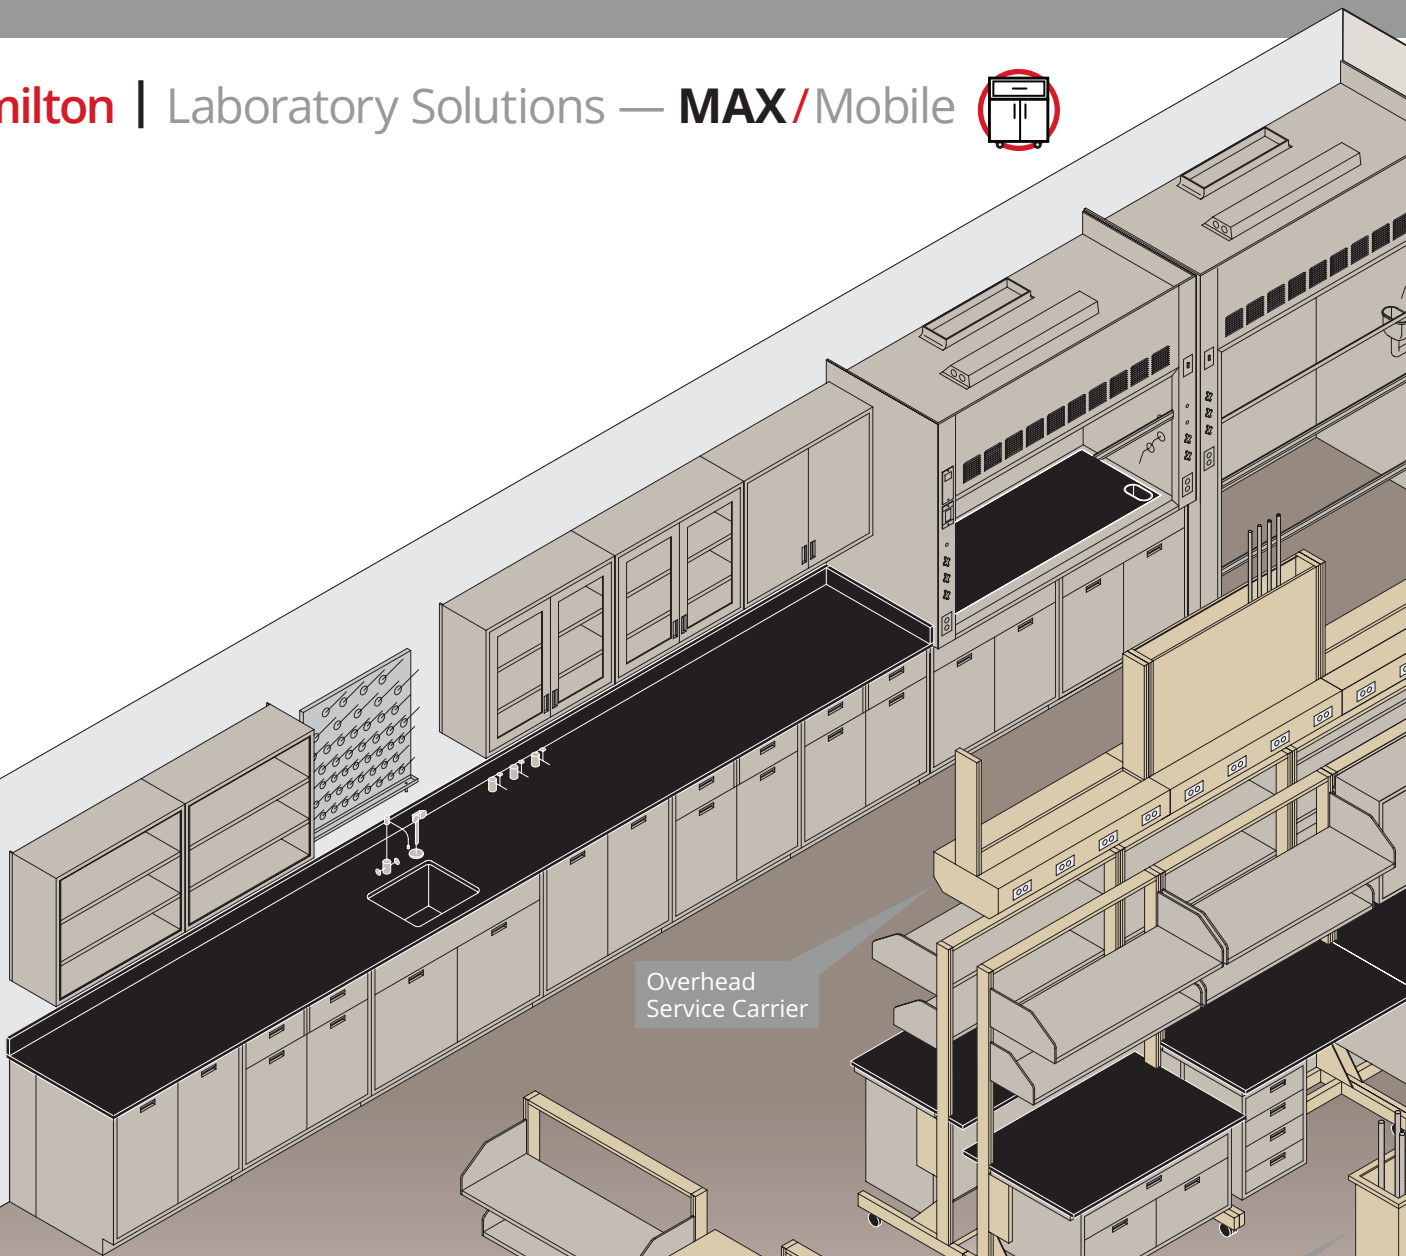 milton | Laboratory Solutions — MAX/Mobile
Overhead
Service Carrier